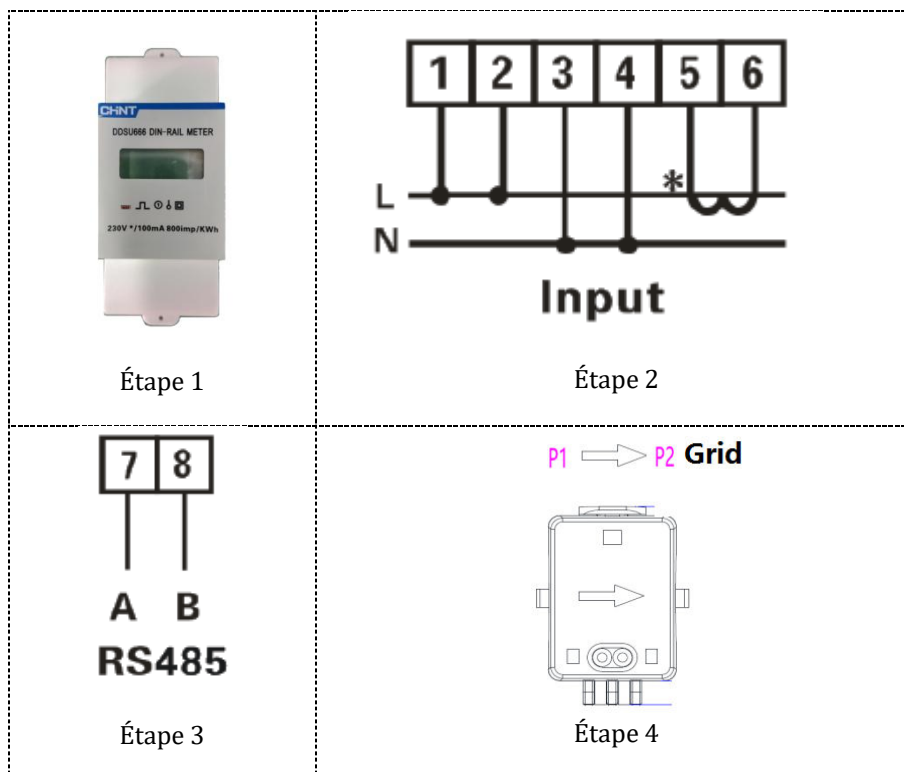 CHNT
DDSU666 DIN-RAIL METER
230V */100mA 800imp/KWh
Étape 1
1 2 3 4 5 6
*
L
N
Input
Étape 2
7 8
A B
RS485
Étape 3
P1 P2 Grid
Étape 4